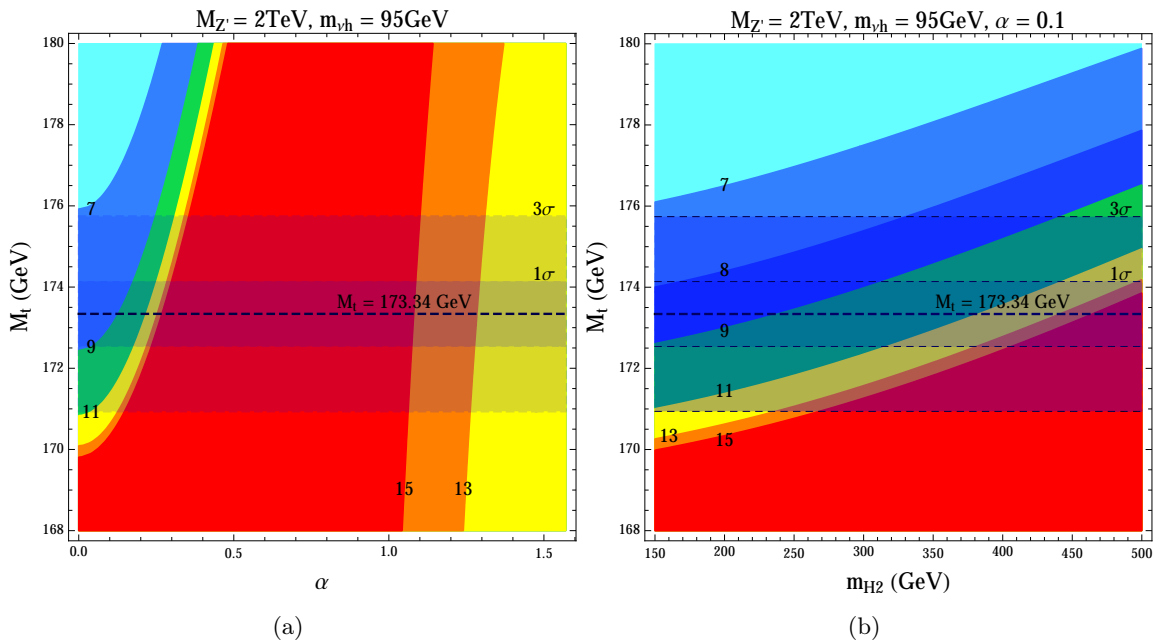 M_Z' = 2TeV, m_νh = 95GeV
180
178
176
174
172
170
168
M_t (GeV)
7
9
11
3σ
1σ
M_t = 173.34 GeV
15
13
0.0
0.5
1.0
1.5
α
(a)
M_Z' = 2TeV, m_νh = 95GeV, α = 0.1
180
178
176
174
172
170
168
M_t (GeV)
7
3σ
8
1σ
M_t = 173.34 GeV
9
11
13
15
150
200
250
300
350
400
450
500
m_H2 (GeV)
(b)